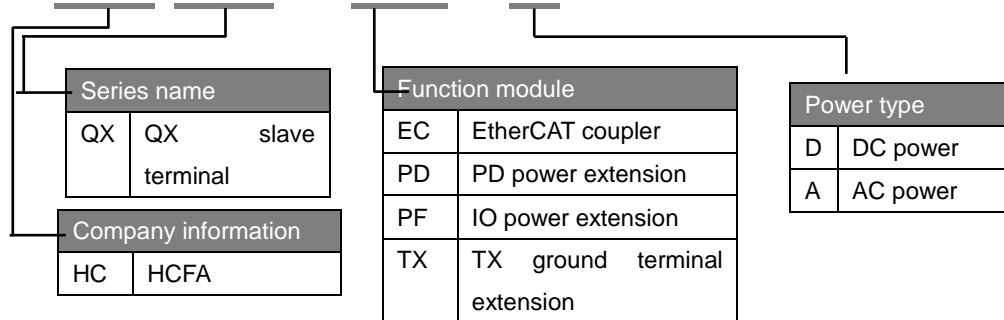 Series name
QX QX slave
terminal
Company information
HC HCFA
Function module
EC EtherCAT coupler
PD PD power extension
PF IO power extension
TX TX ground terminal
extension
Power type
D DC power
A AC power